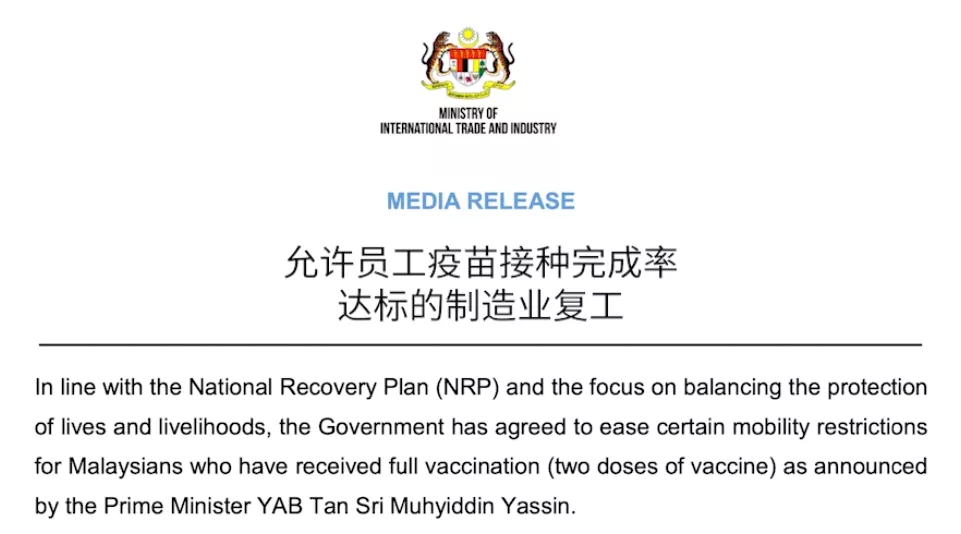 MINISTRY OF
INTERNATIONAL TRADE AND INDUSTRY
MEDIA RELEASE
允许员工疫苗接种完成率
达标的制造业复工
In line with the National Recovery Plan (NRP) and the focus on balancing the protection
of lives and livelihoods, the Government has agreed to ease certain mobility restrictions
for Malaysians who have received full vaccination (two doses of vaccine) as announced
by the Prime Minister YAB Tan Sri Muhyiddin Yassin.